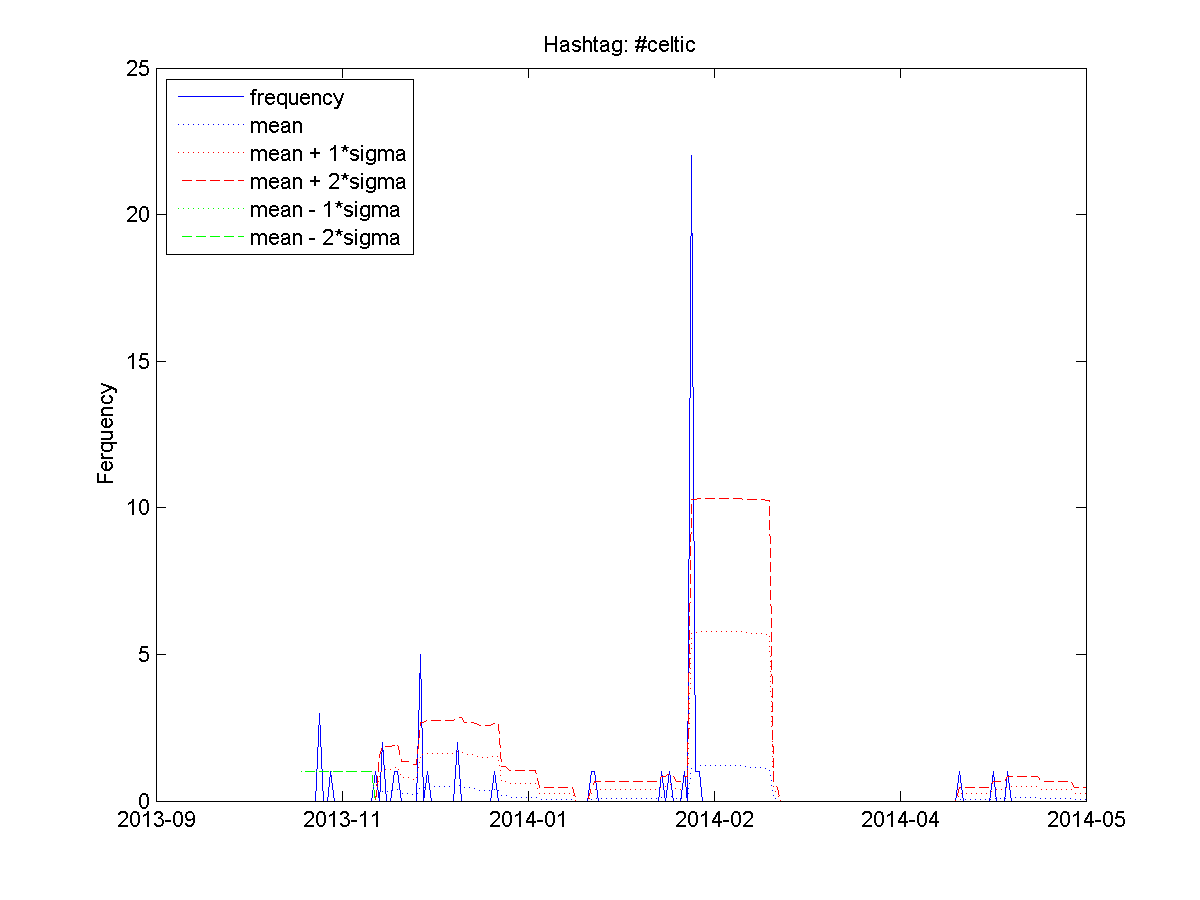 Hashtag: #celtic
25
frequency
mean
mean + 1*sigma
mean + 2*sigma
mean - 1*sigma
mean - 2*sigma
20
15
Ferquency
10
5
0
2013-09 2013-11 2014-01 2014-02 2014-04 2014-05